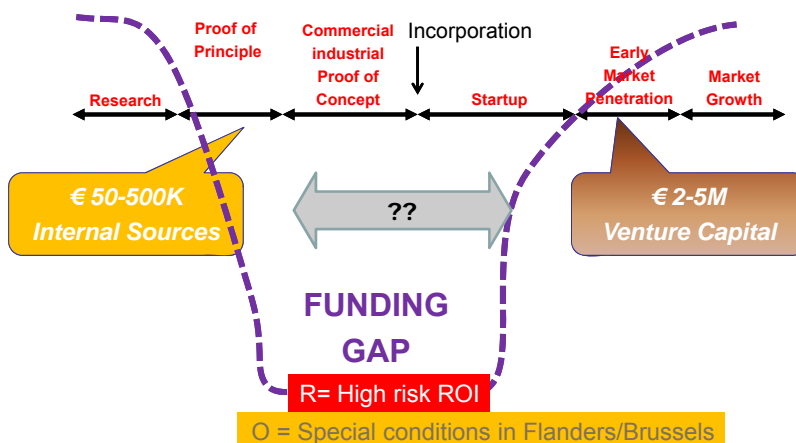 Proof of
Principle
Commercial
industrial
Proof of
Concept
Incorporation
Early
Market
Penetration
Research
Startup
Market
Growth
€ 50-500K
Internal Sources
??
€ 2-5M
Venture Capital
FUNDING
GAP
R= High risk ROI
O = Special conditions in Flanders/Brussels